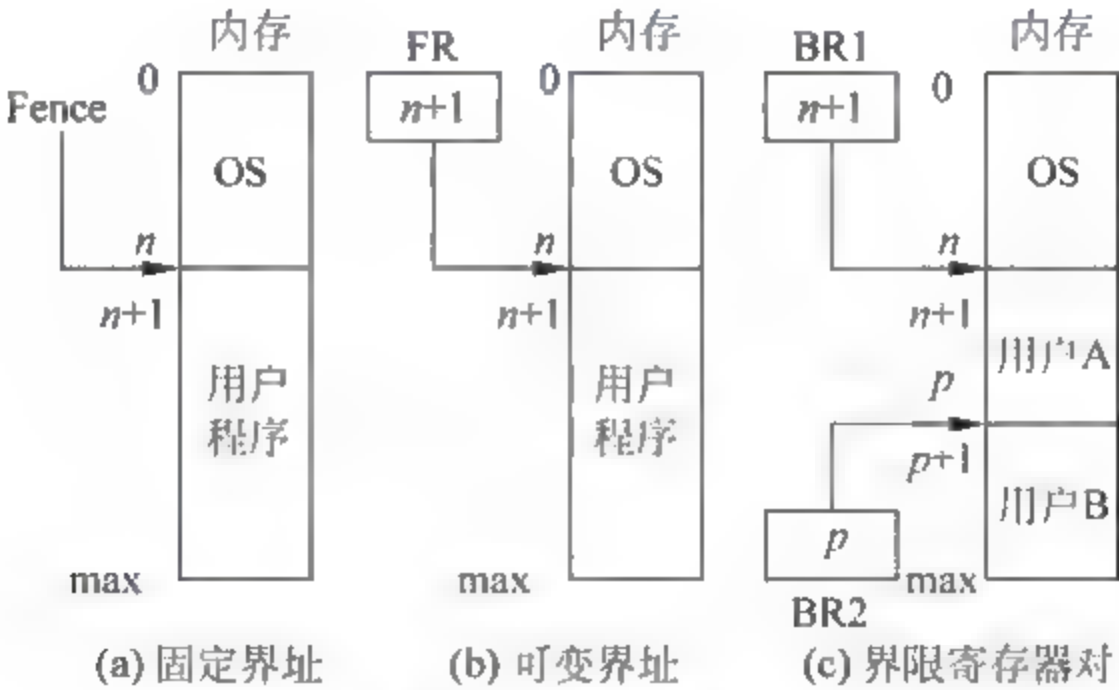 内存
0
Fence
OS
n
n+1
用户
程序
max
(a) 固定界址
内存
FR
0
n+1
OS
n
n+1
用户
程序
max
(b) 可变界址
内存
BR1
0
n+1
OS
n
n+1
用户A
p
p+1
用户B
p
max
BR2
(c) 界限寄存器对